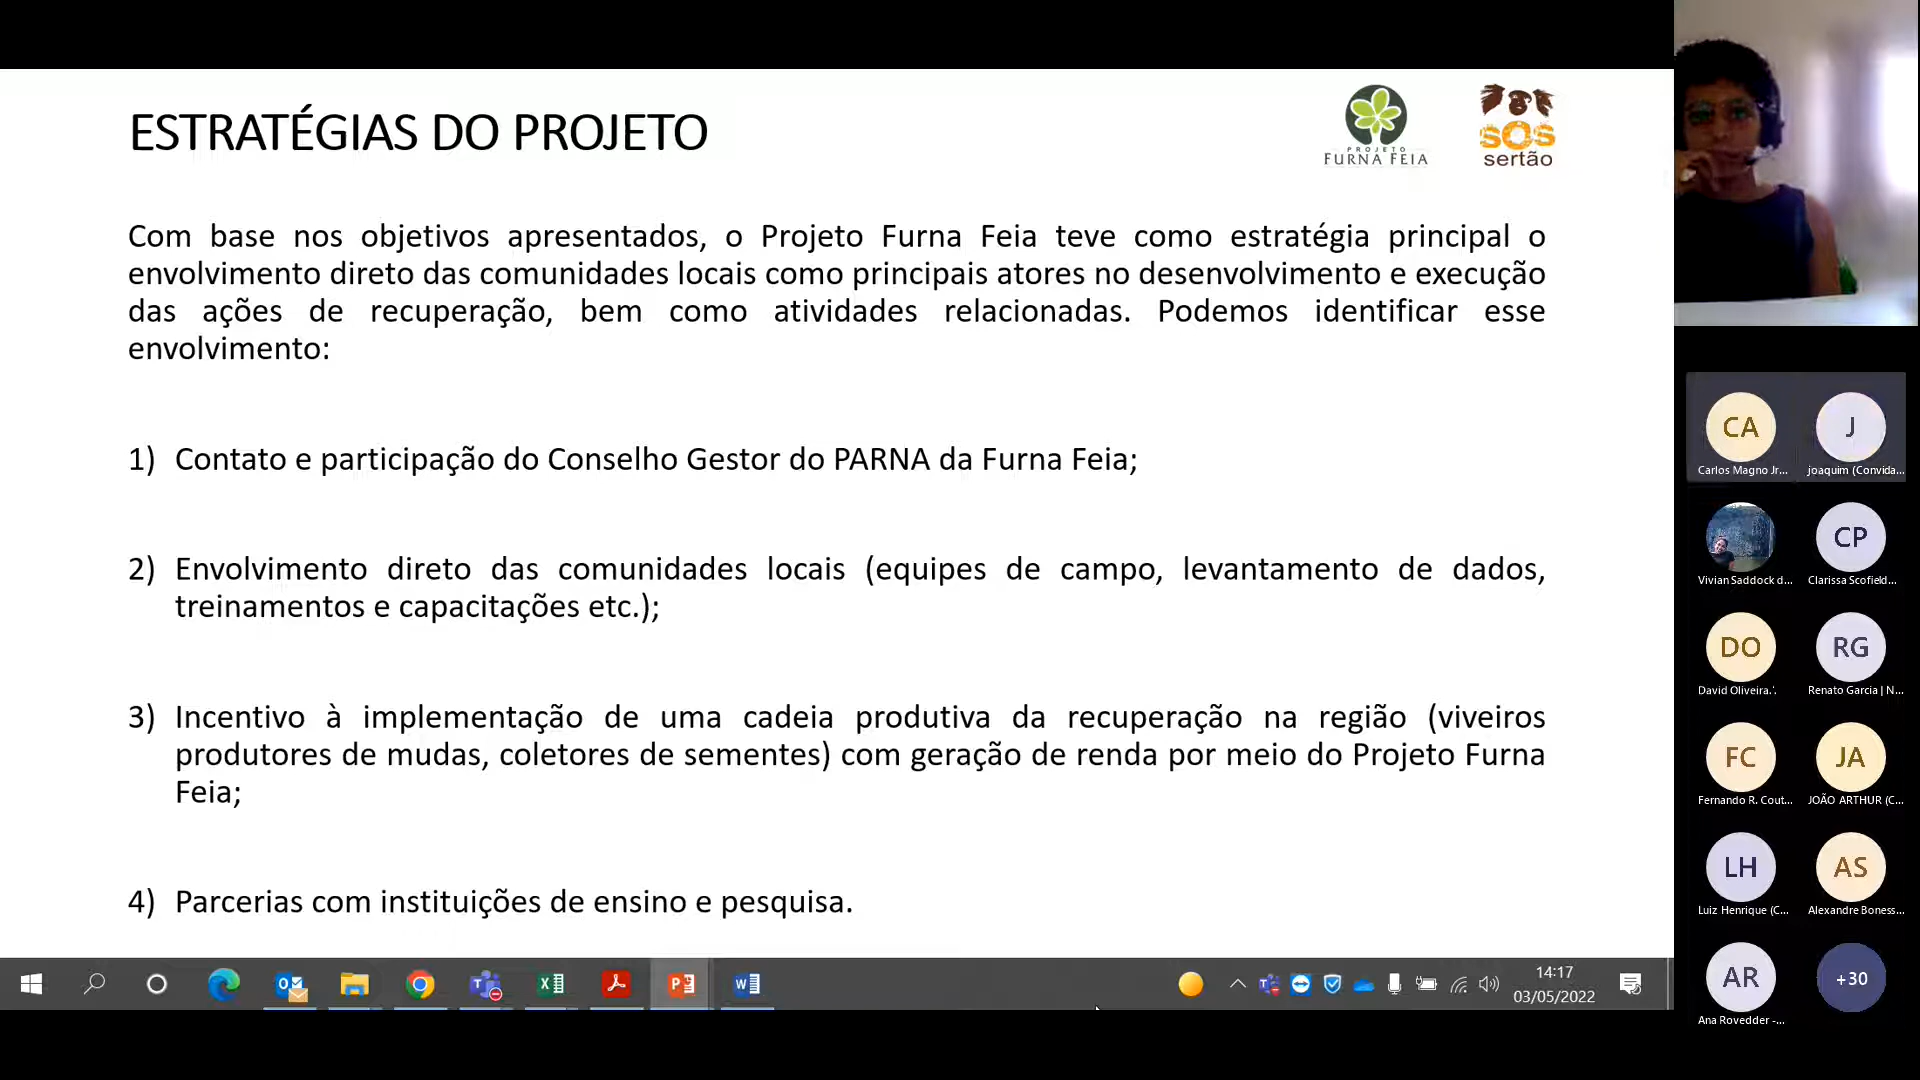 ESTRATÉGIAS DO PROJETO
PROJETO
FURNA FEIA
SOS
sertão
Com base nos objetivos apresentados, o Projeto Furna Feia teve como estratégia principal o
envolvimento direto das comunidades locais como principais atores no desenvolvimento e execução
das ações de recuperação, bem como atividades relacionadas. Podemos identificar esse
envolvimento:
1) Contato e participação do Conselho Gestor do PARNA da Furna Feia;
2) Envolvimento direto das comunidades locais (equipes de campo, levantamento de dados,
treinamentos e capacitações etc.);
3) Incentivo à implementação de uma cadeia produtiva da recuperação na região (viveiros
produtores de mudas, coletores de sementes) com geração de renda por meio do Projeto Furna
Feia;
4) Parcerias com instituições de ensino e pesquisa.
14:17
03/05/2022
CA
Carlos Magno Jr...
J
joaquim (Convida...
Vivian Saddock d...
CP
Clarissa Scofield...
DO
David Oliveira.'.
RG
Renato Garcia | N...
FC
Fernando R. Cout...
JA
JOÃO ARTHUR (C...
LH
Luiz Henrique (C...
AS
Alexandre Boness...
AR
Ana Rovedder -...
+30